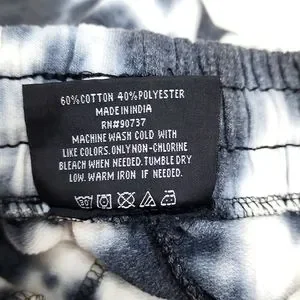 60%COTTON 40%POLYESTER
MADE IN INDIA
RN#90737
MACHINE WASH COLD WITH
LIKE COLORS. ONLY NON-CHLORINE
BLEACH WHEN NEEDED. TUMBLE DRY
LOW. WARM IRON IF NEEDED.